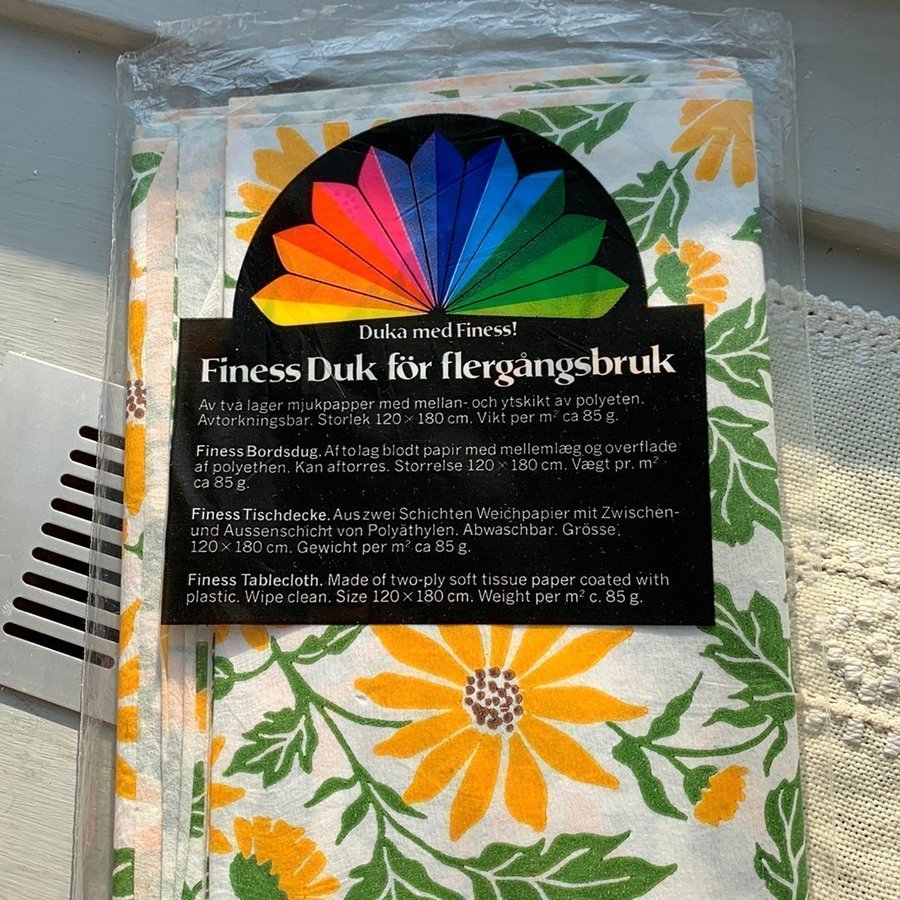 Duka med Finess!
Finess Duk för flergångsbruk
Av två lager mjukpapper med mellan- och ytskikt av polyeten.
Avtorkningsbar. Storlek 120 × 180 cm. Vikt per m² ca 85 g.
Finess Bordsdug. Af to lag blodt papir med mellemlæg og overflade
af polyethen. Kan aftorres. Storrelse 120 × 180 cm. Vægt pr. m²
ca 85 g.
Finess Tischdecke. Aus zwei Schichten Weichpapier mit Zwischen-
und Aussenschicht von Polyäthylen. Abwaschbar. Grösse:
120 × 180 cm. Gewicht per m² ca 85 g.
Finess Tablecloth. Made of two-ply soft tissue paper coated with
plastic. Wipe clean. Size 120 × 180 cm. Weight per m² c. 85 g.